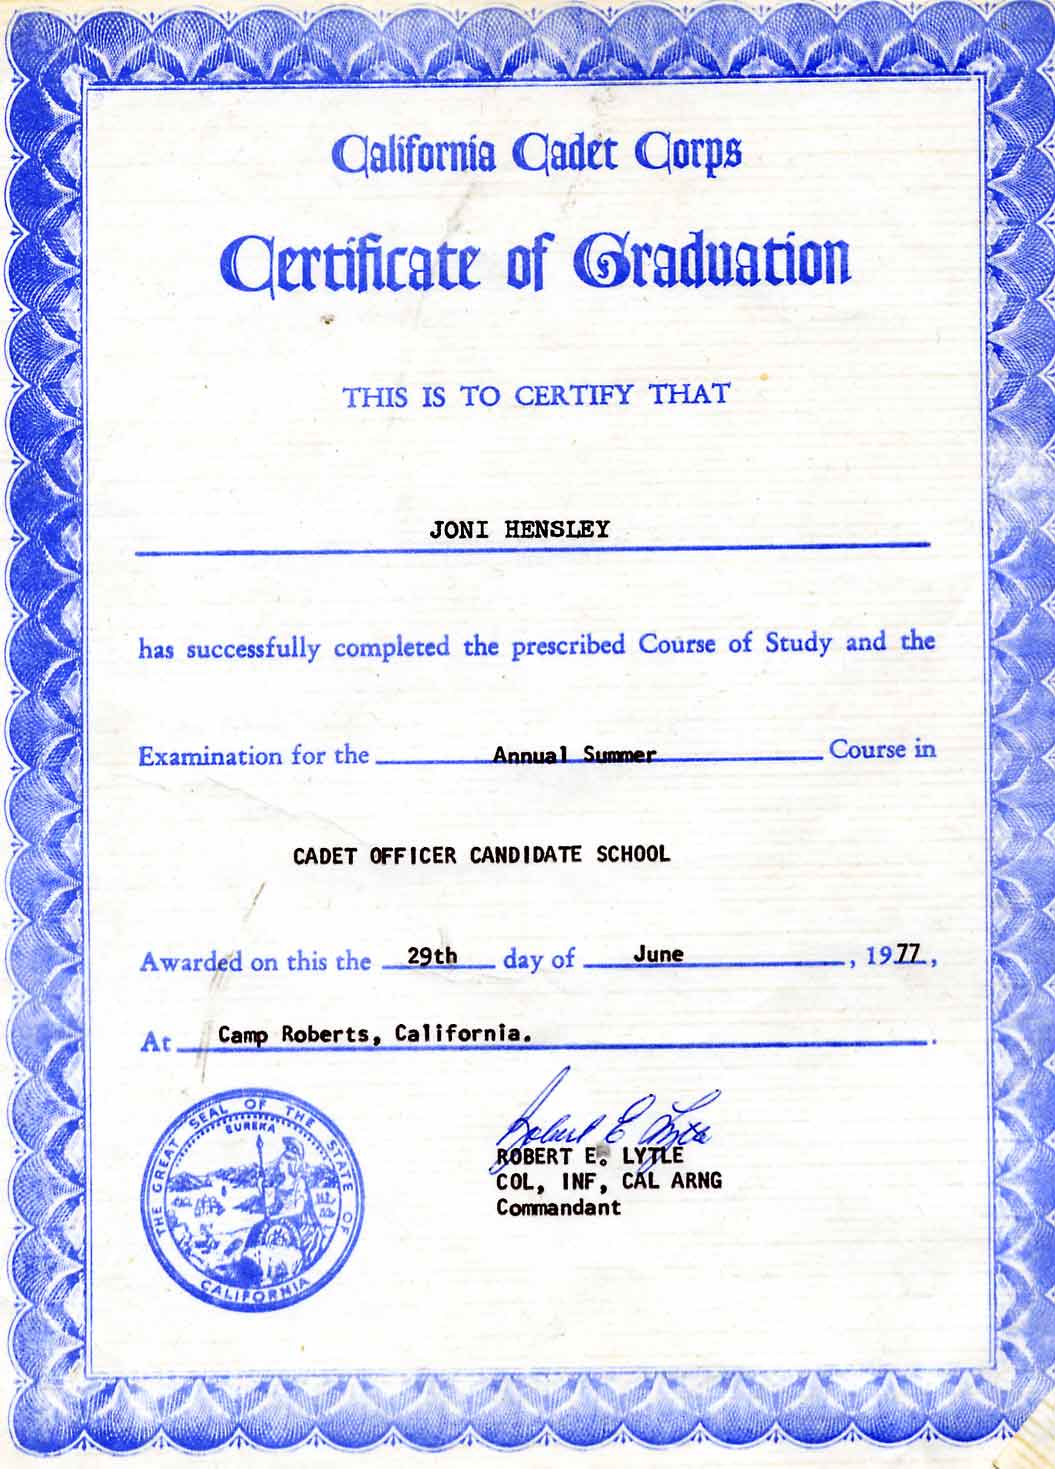 California Cadet Corps
Certificate of Graduation
THIS IS TO CERTIFY THAT
JONI HENSLEY
has successfully completed the prescribed Course of Study and the
Examination for the Annual Summer Course in
CADET OFFICER CANDIDATE SCHOOL
Awarded on this the 29th day of June, 1977,
At Camp Roberts, California.
THE GREAT SEAL OF THE STATE OF CALIFORNIA
EUREKA
Robert E. Lytle
ROBERT E. LYTLE
COL, INF, CAL ARNG
Commandant